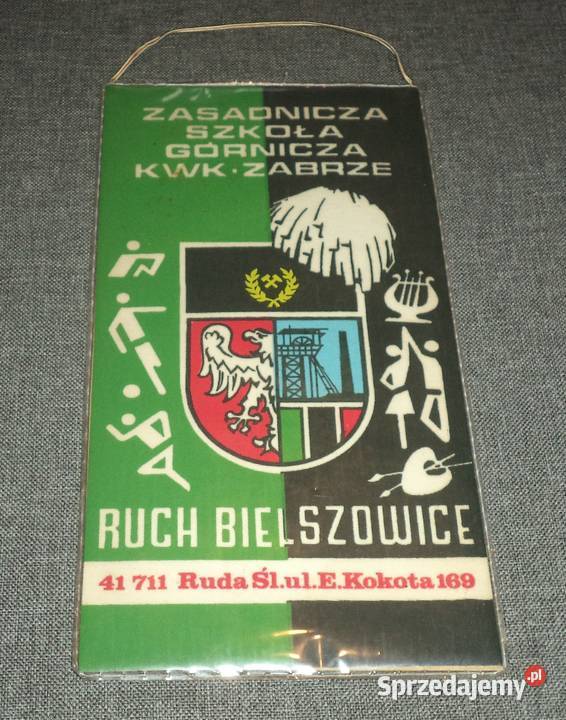 ZASADNICZA
SZKOŁA
GÓRNICZA
KWK·ZABRZE
RUCH BIELSZOWICE
41 711 Ruda Śl.ul.E.Kokota 169
Sprzedajemy.pl